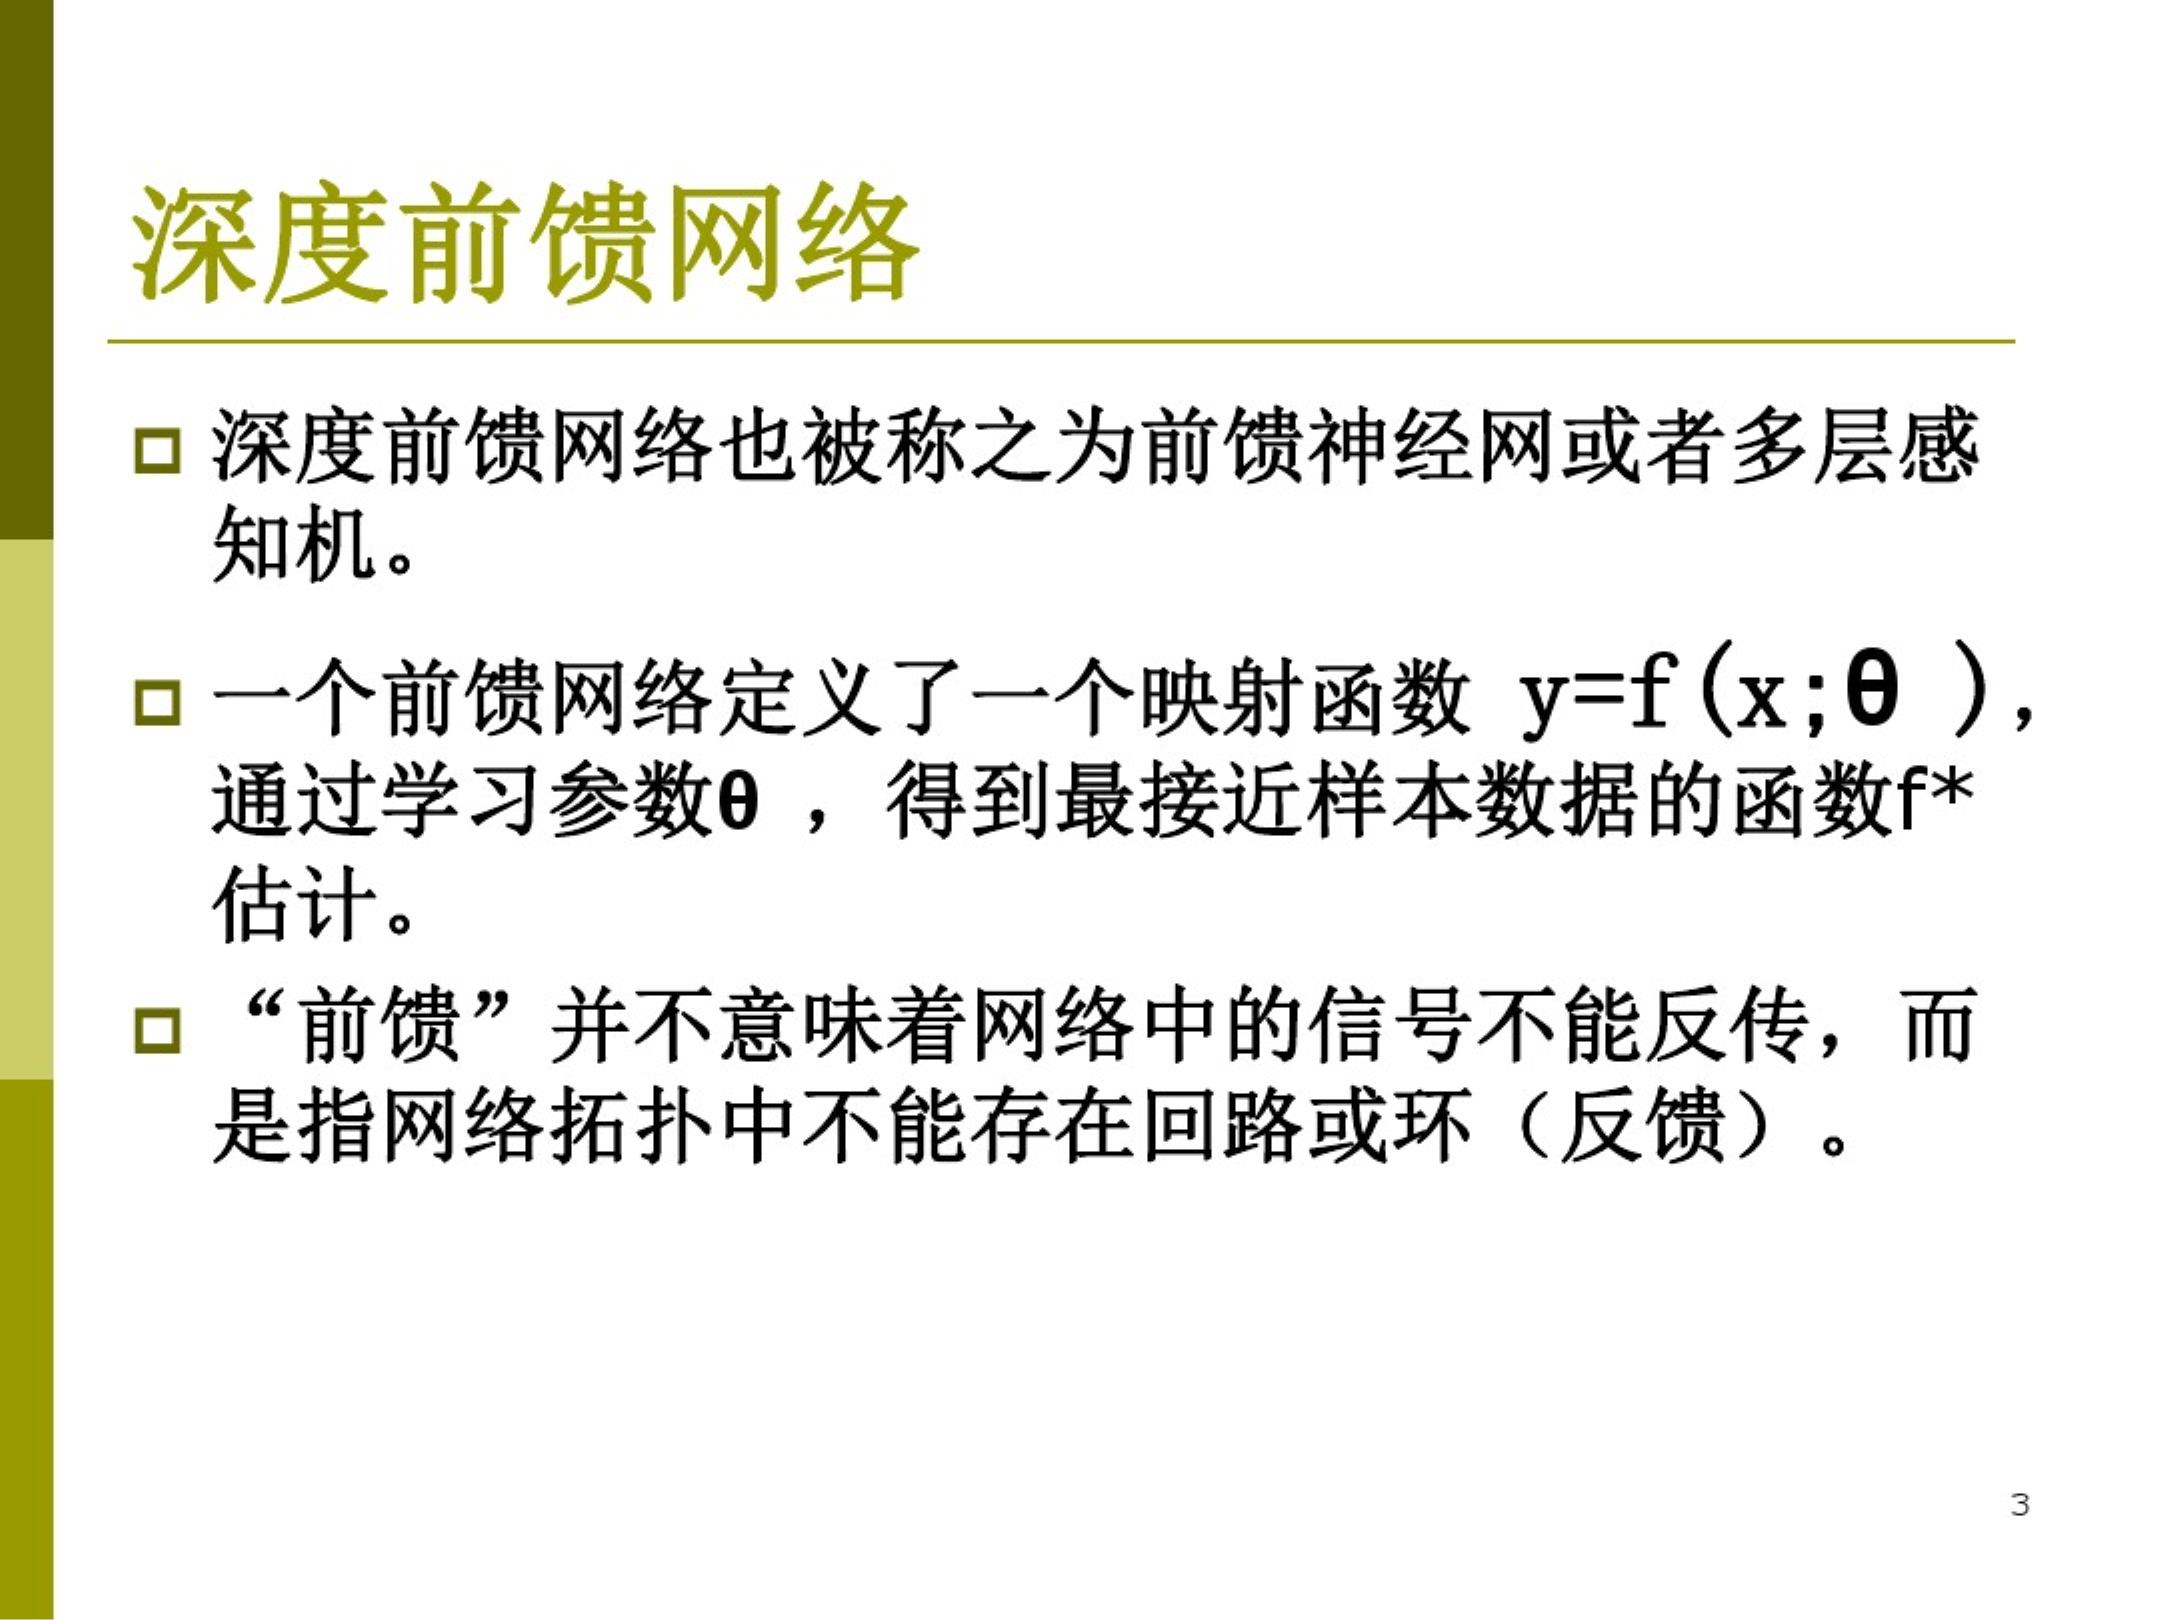 深度前馈网络
深度前馈网络也被称之为前馈神经网或者多层感
知机。
一个前馈网络定义了一个映射函数 y=f(x;θ ),
通过学习参数θ ，得到最接近样本数据的函数f*
估计。
“前馈”并不意味着网络中的信号不能反传，而
是指网络拓扑中不能存在回路或环（反馈）。
3